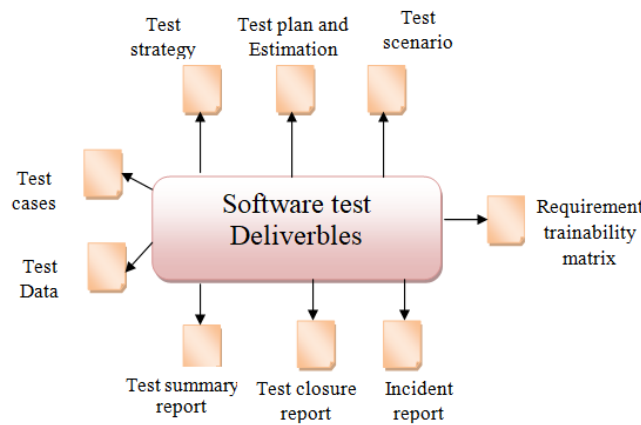 Test
strategy
Test plan and
Estimation
Test
scenario
Test
cases
Software test
Deliverbles
Requirement
trainability
matrix
Test
Data
Test summary
report
Test closure
report
Incident
report